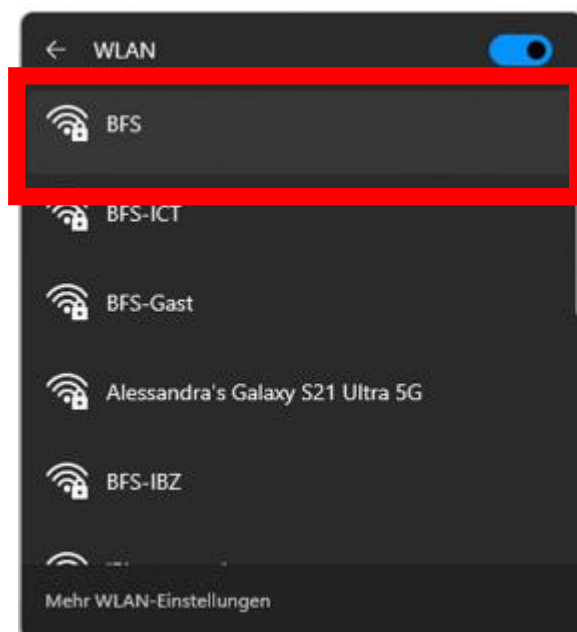 WLAN
BFS
BFS-ICT
BFS-Gast
Alessandra's Galaxy S21 Ultra 5G
BFS-IBZ
Mehr WLAN-Einstellungen